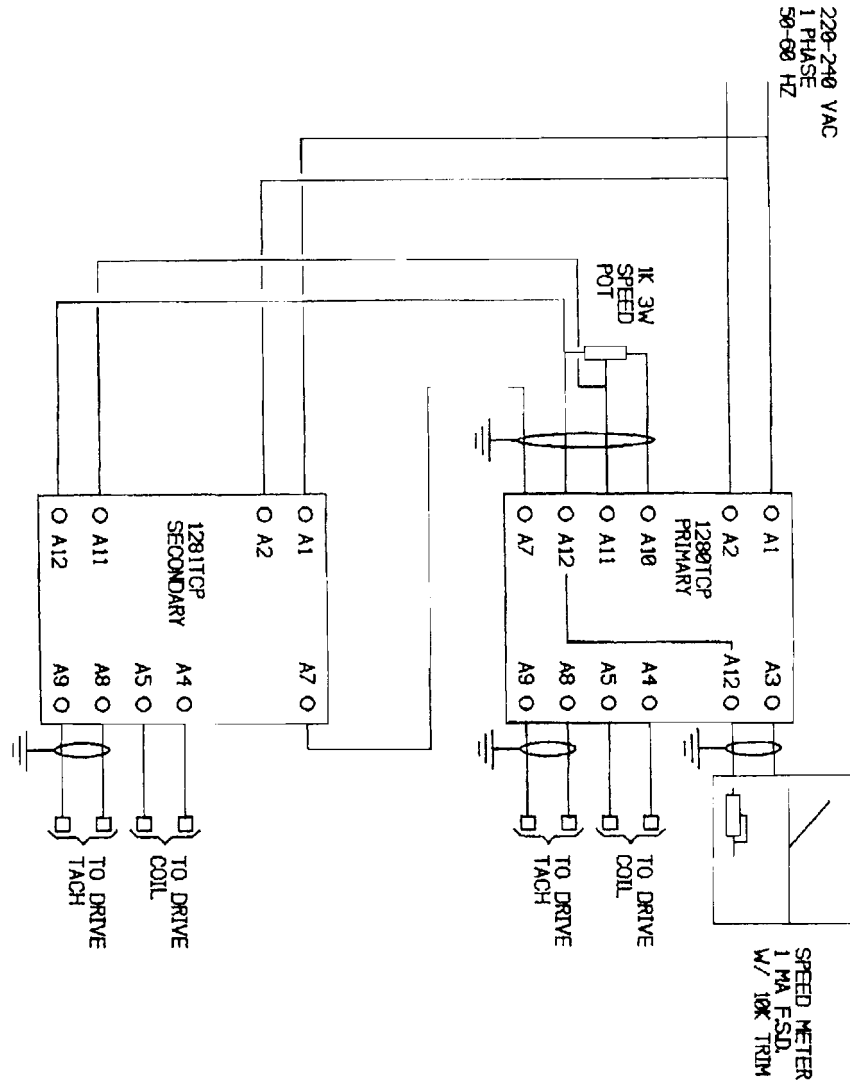 220-240 VAC
1 PHASE
50-60 HZ
1K 3W
SPEED
POT
A1
A2
A10
A11
A12
A7
1280TCP
PRIMARY
A3
A12
A4
A5
A8
A9
SPEED METER
1 MA F.S.D.
W/ 10K TRIM
TO DRIVE
COIL
TO DRIVE
TACH
A1
A2
A11
A12
1281TCP
SECONDARY
A7
A4
A5
A8
A9
TO DRIVE
COIL
TO DRIVE
TACH